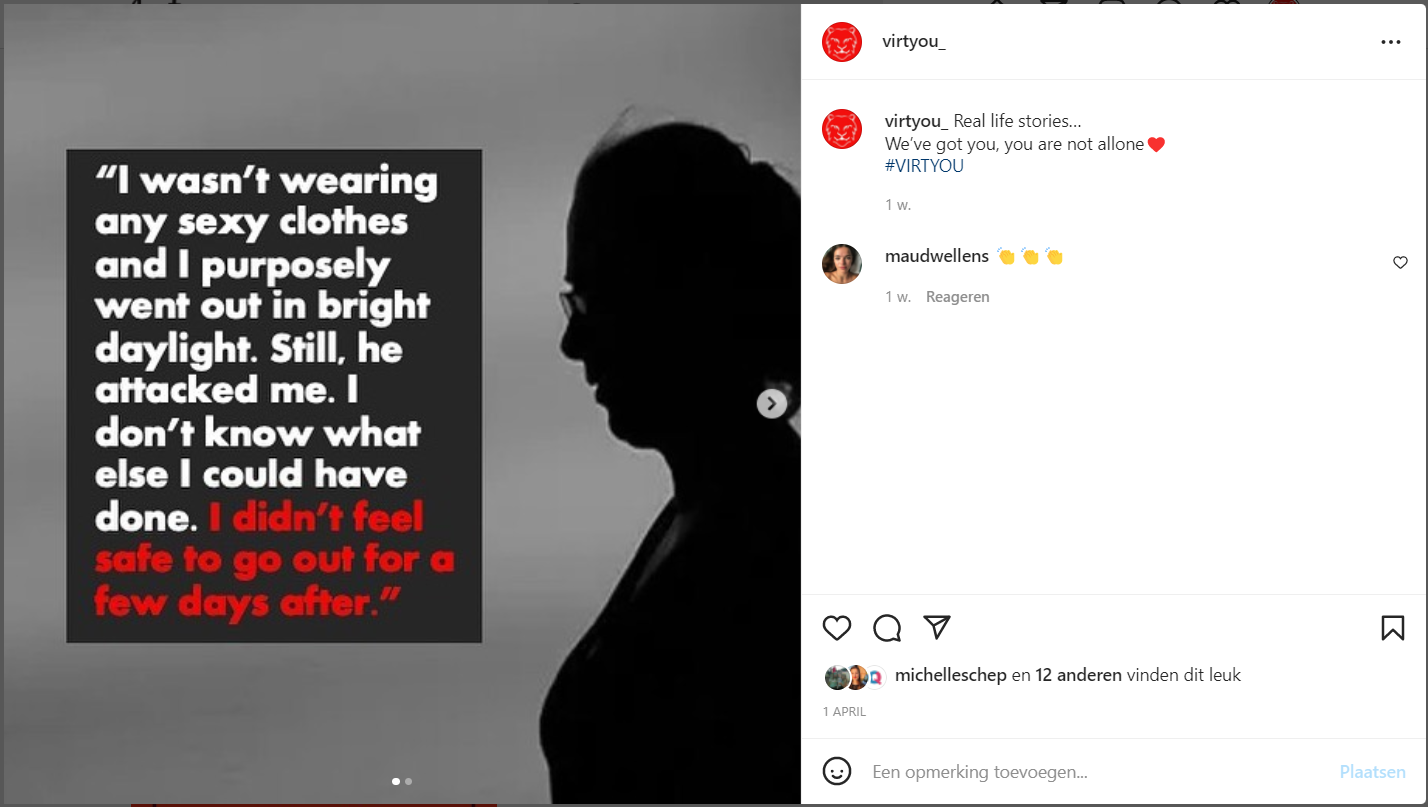 “I wasn’t wearing
any sexy clothes
and I purposely
went out in bright
daylight. Still, he
attacked me. I
don’t know what
else I could have
done. I didn’t feel
safe to go out for a
few days after.”
virtyou_
virtyou_ Real life stories...
We’ve got you, you are not allone❤️
#VIRTYOU
1 w.
maudwellens 👏👏👏
1 w. Reageren
michelleschep en 12 anderen vinden dit leuk
1 APRIL
Een opmerking toevoegen...
Plaatsen